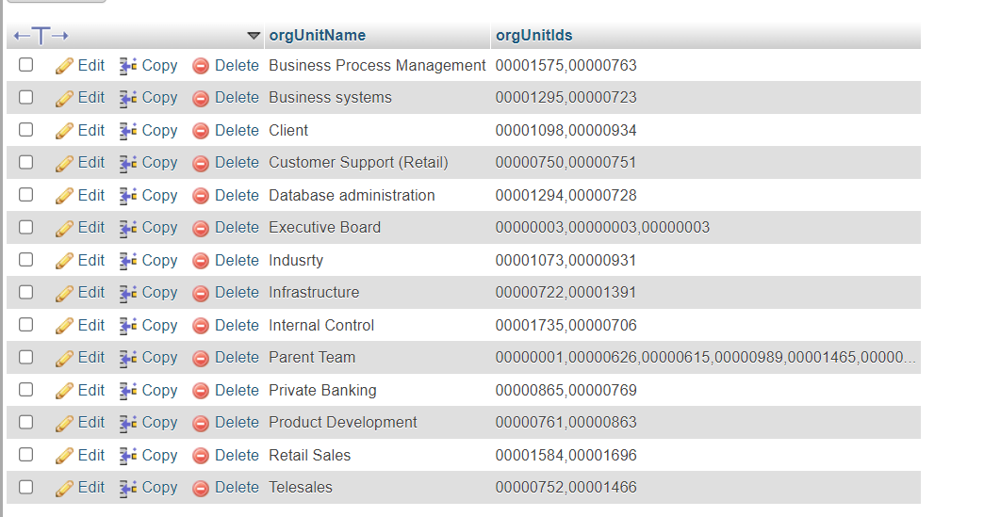 orgUnitName orgUnitIds
Edit Copy Delete Business Process Management 00001575,00000763
Edit Copy Delete Business systems 00001295,00000723
Edit Copy Delete Client 00001098,00000934
Edit Copy Delete Customer Support (Retail) 00000750,00000751
Edit Copy Delete Database administration 00001294,00000728
Edit Copy Delete Executive Board 00000003,00000003,00000003
Edit Copy Delete Indusrty 00001073,00000931
Edit Copy Delete Infrastructure 00000722,00001391
Edit Copy Delete Internal Control 00001735,00000706
Edit Copy Delete Parent Team 00000001,00000626,00000615,00000989,00001465,00000...
Edit Copy Delete Private Banking 00000865,00000769
Edit Copy Delete Product Development 00000761,00000863
Edit Copy Delete Retail Sales 00001584,00001696
Edit Copy Delete Telesales 00000752,00001466